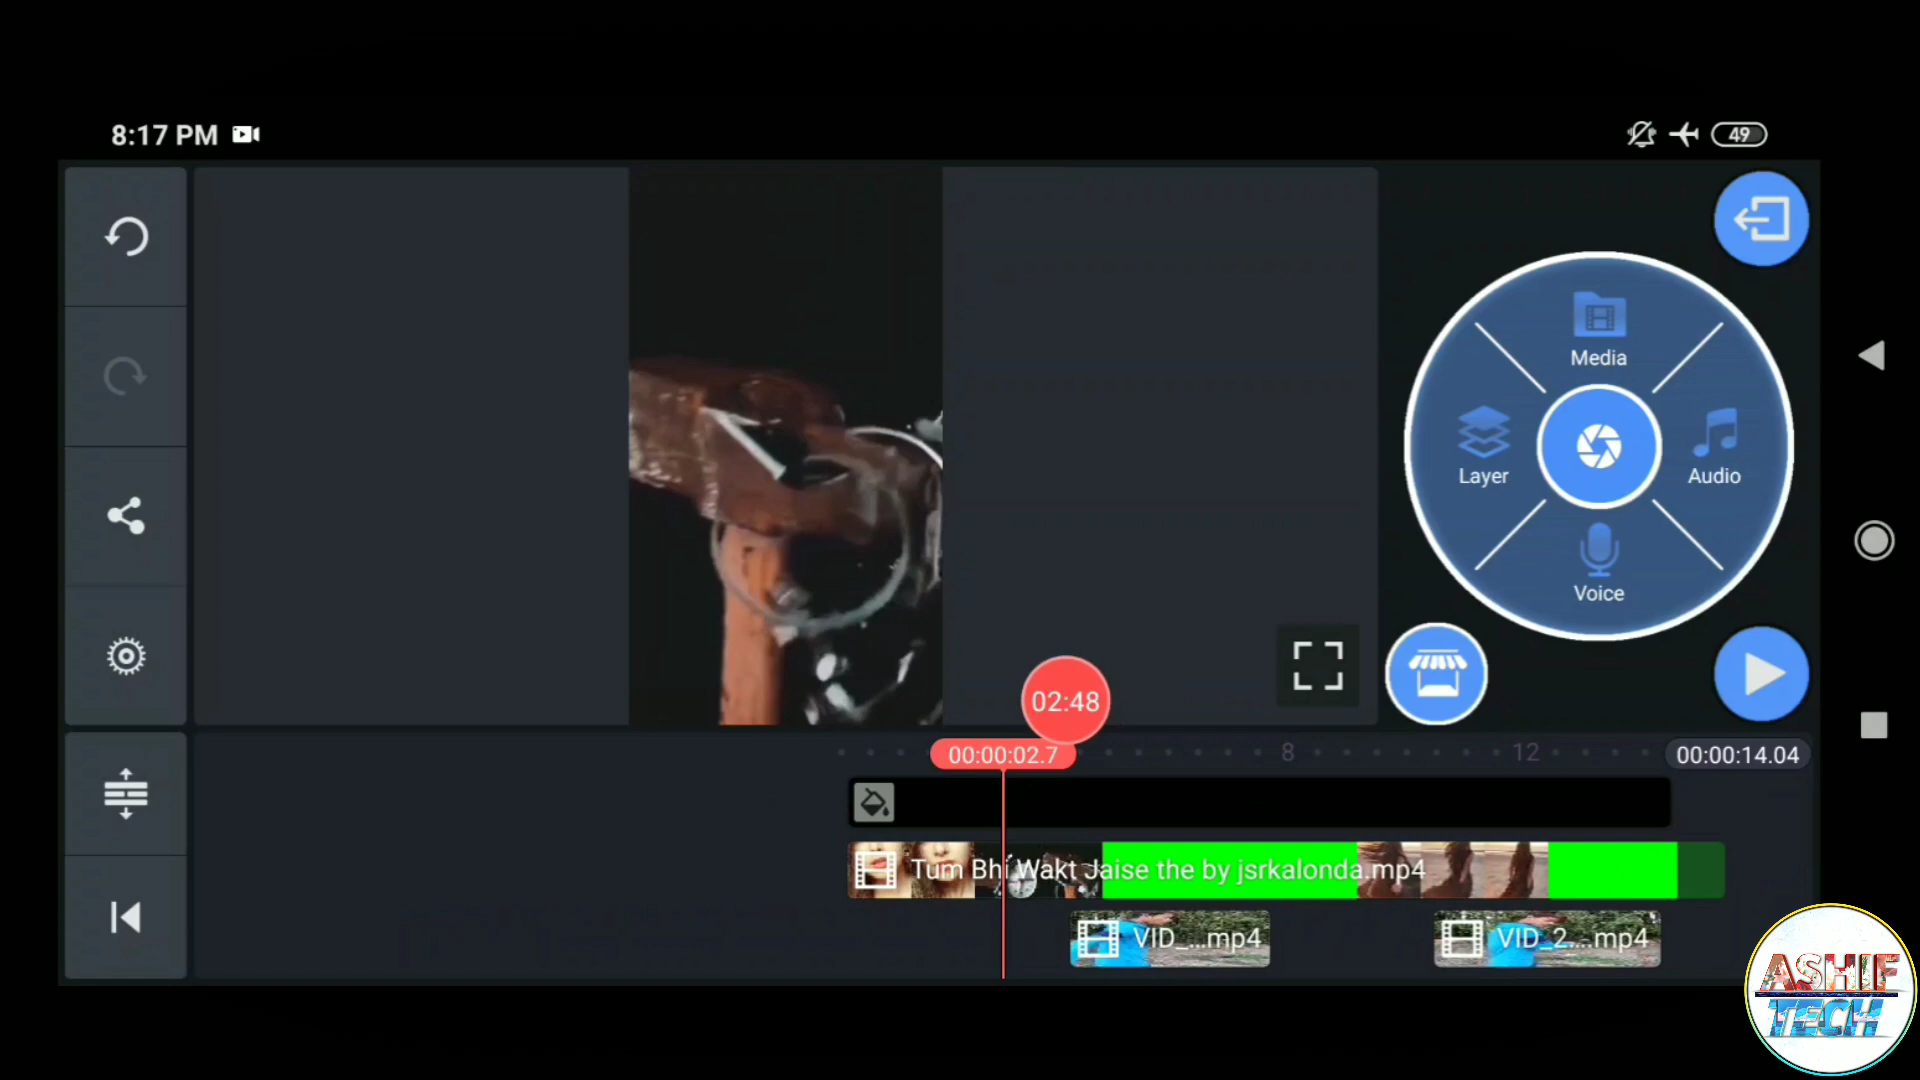 8:17 PM
49
Media
Layer
Audio
Voice
02:48
00:00:02.7
8
12
00:00:14.04
Tum Bhi Wakt Jaise the by jsrkalonda.mp4
VID_...mp4
VID_2...mp4
ASHIF
TECH